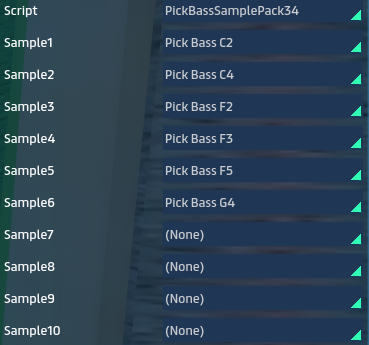 Script PickBassSamplePack34
Sample1 Pick Bass C2
Sample2 Pick Bass C4
Sample3 Pick Bass F2
Sample4 Pick Bass F3
Sample5 Pick Bass F5
Sample6 Pick Bass G4
Sample7 (None)
Sample8 (None)
Sample9 (None)
Sample10 (None)